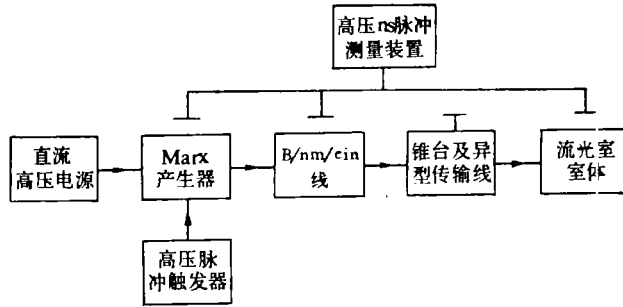 高压ns脉冲
测量装置
直流
高压电源
Marx
产生器
B/nm/ein
线
锥台及异
型传输线
流光室
室体
高压脉
冲触发器